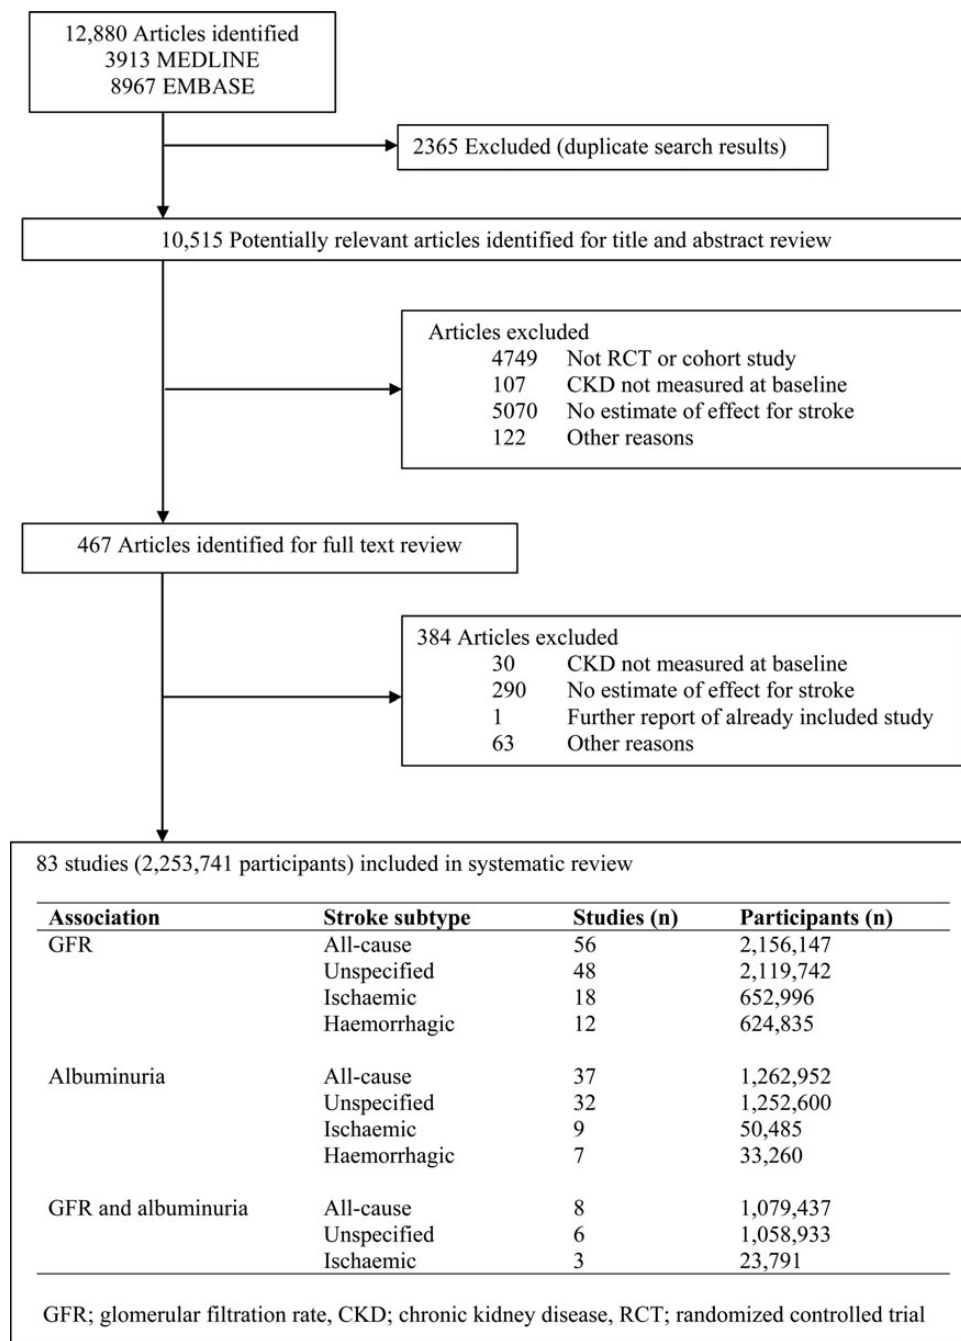 12,880 Articles identified
3913 MEDLINE
8967 EMBASE
2365 Excluded (duplicate search results)
10,515 Potentially relevant articles identified for title and abstract review
Articles excluded
4749 Not RCT or cohort study
107 CKD not measured at baseline
5070 No estimate of effect for stroke
122 Other reasons
467 Articles identified for full text review
384 Articles excluded
30 CKD not measured at baseline
290 No estimate of effect for stroke
1 Further report of already included study
63 Other reasons
83 studies (2,253,741 participants) included in systematic review
Association Stroke subtype Studies (n) Participants (n)
GFR All-cause 56 2,156,147
Unspecified 48 2,119,742
Ischaemic 18 652,996
Haemorrhagic 12 624,835
Albuminuria All-cause 37 1,262,952
Unspecified 32 1,252,600
Ischaemic 9 50,485
Haemorrhagic 7 33,260
GFR and albuminuria All-cause 8 1,079,437
Unspecified 6 1,058,933
Ischaemic 3 23,791
GFR; glomerular filtration rate, CKD; chronic kidney disease, RCT; randomized controlled trial